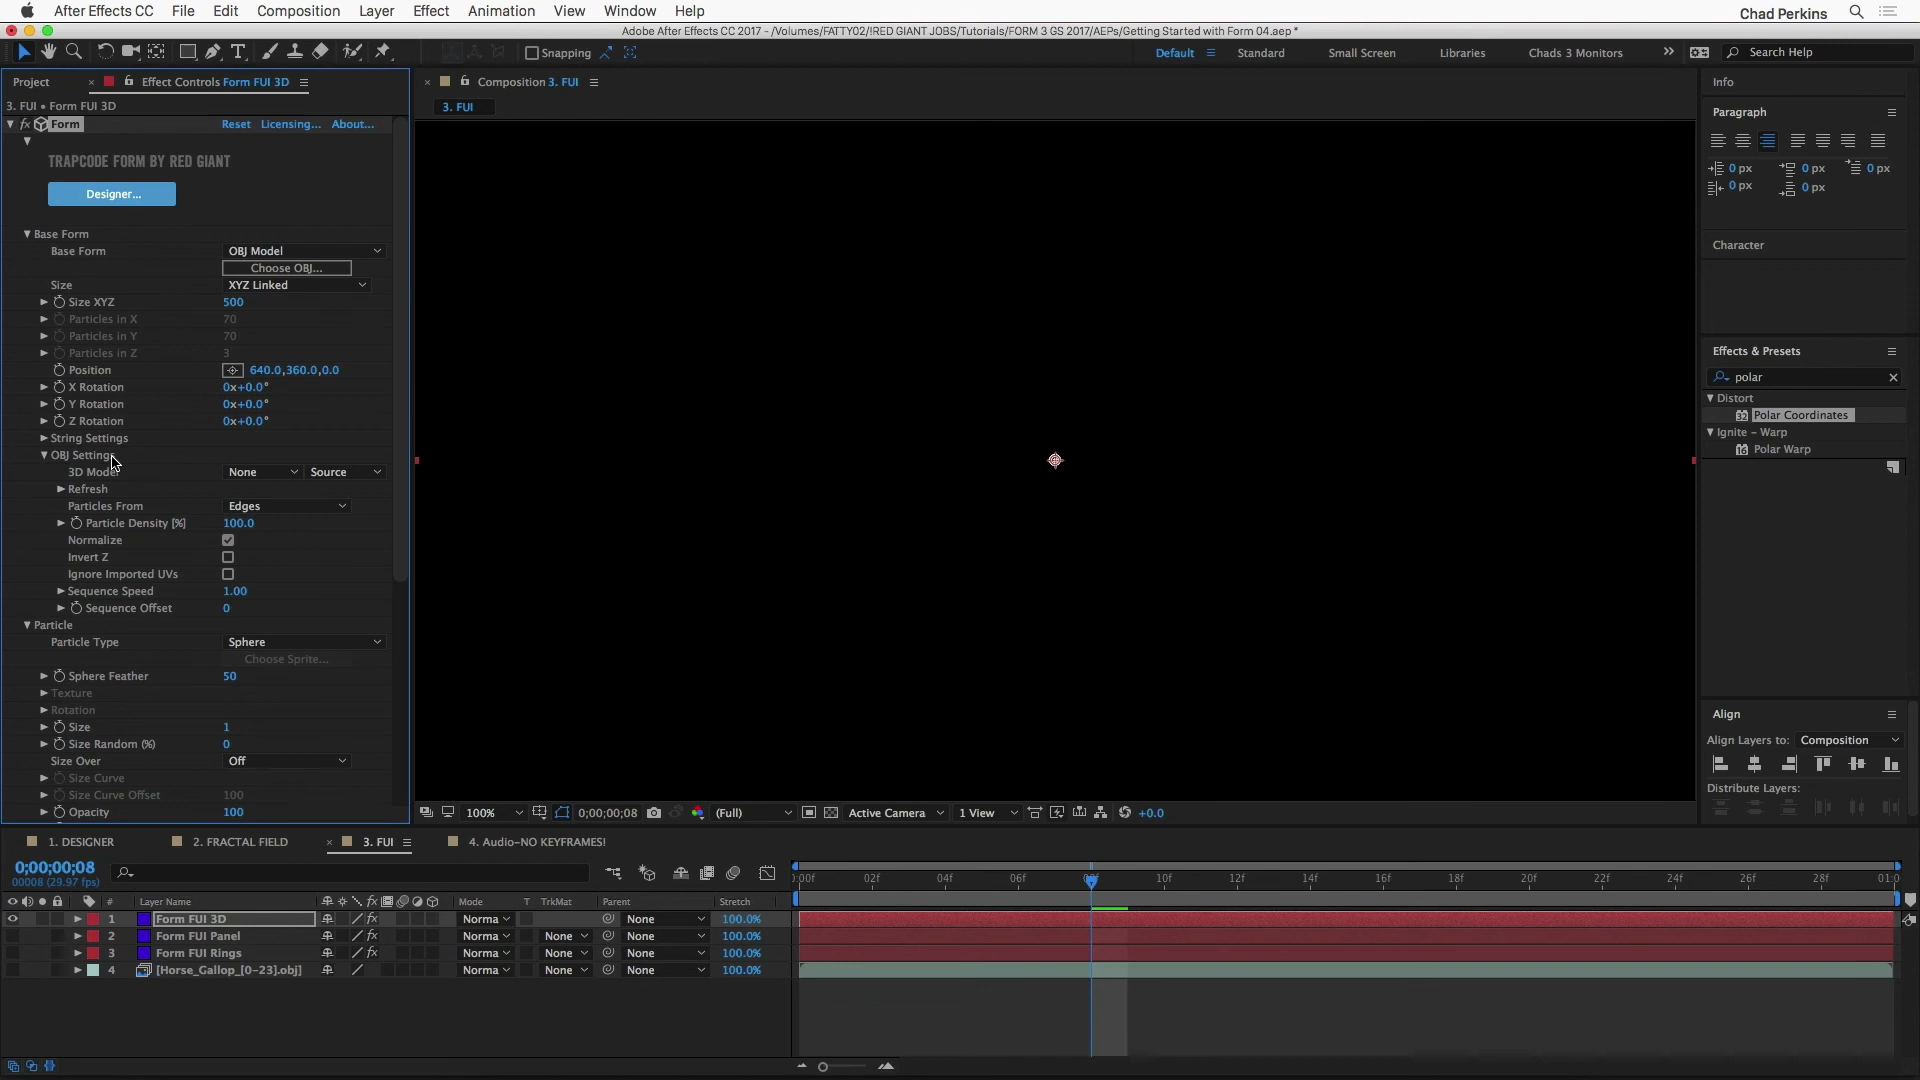 After Effects CC File Edit Composition Layer Effect Animation View Window Help Chad Perkins
Adobe After Effects CC 2017 - /Volumes/FATTY02/!RED GIANT JOBS/Tutorials/FORM 3 GS 2017/AEPs/Getting Started with Form 04.aep *
T Snapping Default Standard Small Screen Libraries Chads 3 Monitors Search Help
Project Effect Controls Form FUI 3D Composition 3. FUI Info
3. FUI • Form FUI 3D
3. FUI
Paragraph
fx Form Reset Licensing... About...
TRAPCODE FORM BY RED GIANT
Designer...
0 px 0 px 0 px
0 px 0 px
Base Form
Base Form OBJ Model
Choose OBJ...
Size XYZ Linked
Size XYZ 500
Particles in X 70
Particles in Y 70
Particles in Z 3
Position 640.0,360.0,0.0
X Rotation 0x+0.0°
Y Rotation 0x+0.0°
Z Rotation 0x+0.0°
String Settings
OBJ Settings
3D Model None Source
Refresh
Particles From Edges
Particle Density [%] 100.0
Normalize
Invert Z
Ignore Imported UVs
Sequence Speed 1.00
Sequence Offset 0
Particle
Particle Type Sphere
Choose Sprite...
Sphere Feather 50
Texture
Rotation
Size 1
Size Random (%) 0
Size Over Off
Size Curve
Size Curve Offset 100
Opacity 100
Character
Effects & Presets
polar
Distort
32 Polar Coordinates
Ignite - Warp
16 Polar Warp
Align
Align Layers to: Composition
Distribute Layers:
100% 0;00;00;08 (Full) Active Camera 1 View +0.0
1. DESIGNER 2. FRACTAL FIELD 3. FUI 4. Audio-NO KEYFRAMES!
0;00;00;08
00008 (29.97 fps)
):00f 02f 04f 06f 10f 12f 14f 16f 18f 20f 22f 24f 26f 28f 01:0
# Layer Name fx Mode T TrkMat Parent Stretch
1 Form FUI 3D fx Norma None 100.0%
2 Form FUI Panel fx Norma None None 100.0%
3 Form FUI Rings fx Norma None None 100.0%
4 [Horse_Gallop_[0-23].obj] Norma None None 100.0%